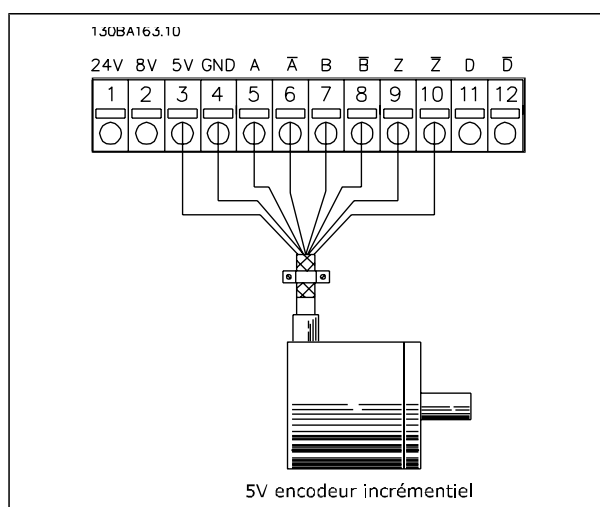 130BA163.10
24V 8V 5V GND A A̅ B B̅ Z Z̅ D D̅
1 2 3 4 5 6 7 8 9 10 11 12
5V encodeur incrémentiel